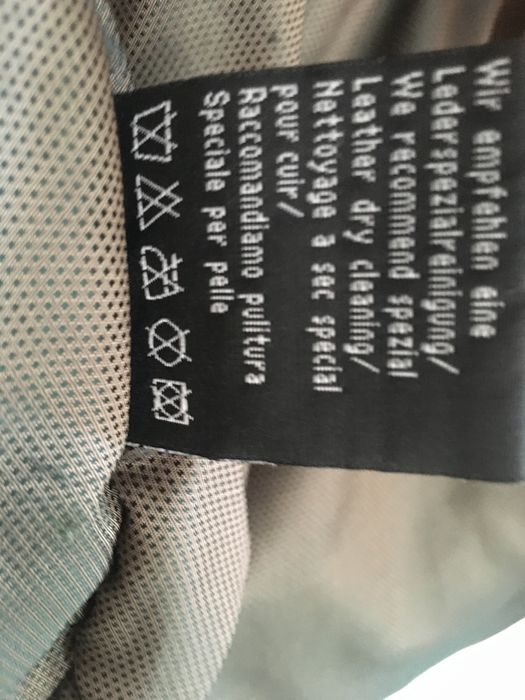 Wir empfehlen eine
Lederspezialreinigung/
We recommend spezial
Leather dry cleaning/
Nettoyage à sec spécial
pour cuir/
Raccomandiamo pulitura
Speciale per pelle